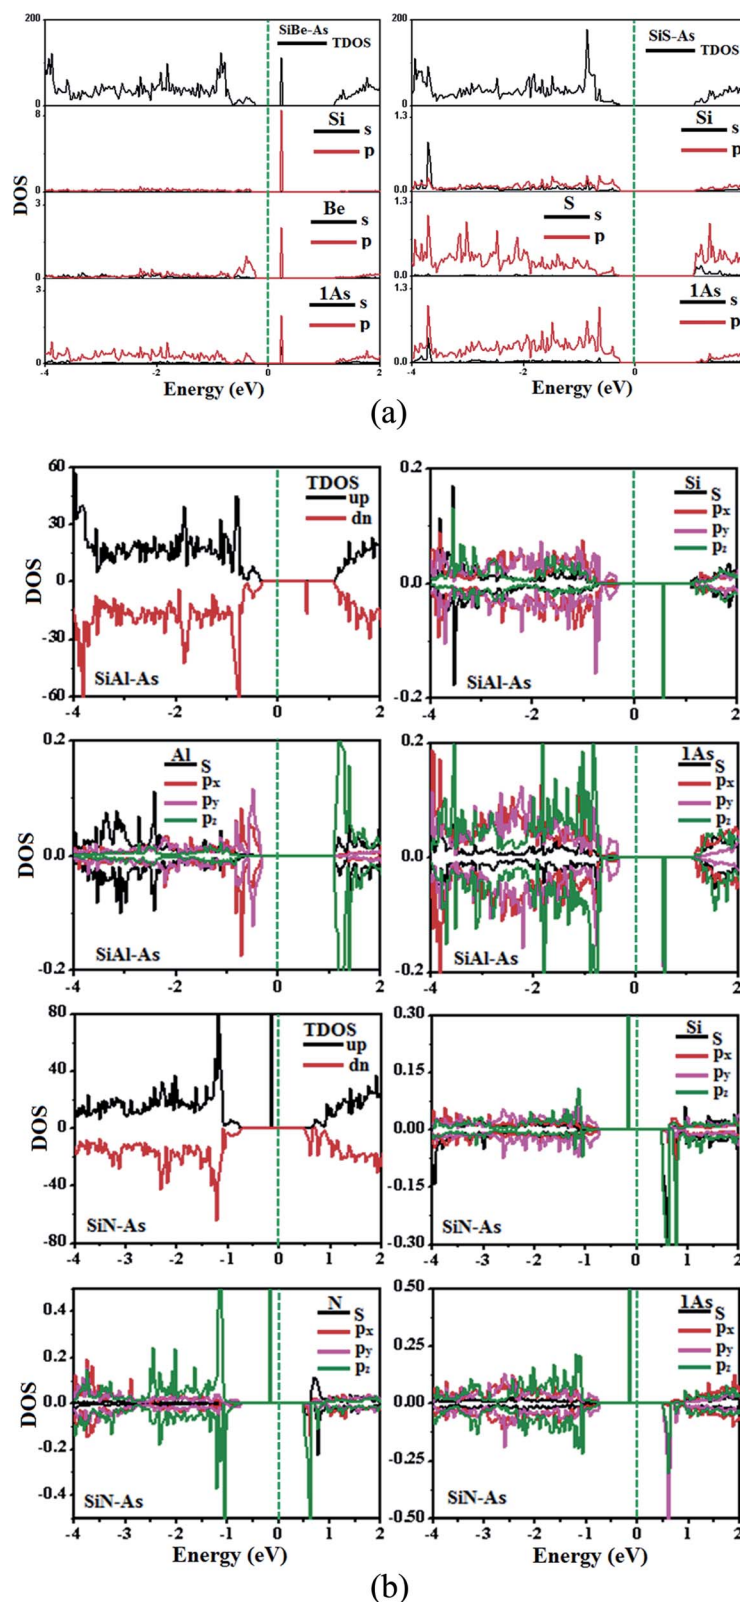 200
SiBe-As
TDOS
0
8
Si
s
p
0
3
Be
s
p
0
3
1As
s
p
0
-4 -2 0 2
Energy (eV)
DOS
200
SiS-As
TDOS
0
1.3
Si
s
p
0.0
1.3
S
s
p
0.0
1.3
1As
s
p
0.0
-4 -2 0 2
Energy (eV)
(a)
60
30
0
-30
-60
DOS
TDOS
up
dn
SiAl-As
-4 -2 0 2
0.2
0.0
-0.2
Si
S
px
py
pz
SiAl-As
-4 -3 -2 -1 0 1 2
0.2
0.0
-0.2
DOS
Al
S
px
py
pz
SiAl-As
-4 -2 0 2
0.2
0.0
-0.2
1As
S
px
py
pz
SiAl-As
-4 -2 0 2
80
40
0
-40
-80
DOS
TDOS
up
dn
SiN-As
-4 -3 -2 -1 0 1 2
0.30
0.15
0.00
-0.15
-0.30
Si
S
px
py
pz
SiN-As
-4 -3 -2 -1 0 1 2
0.4
0.2
0.0
0.2
-0.4
DOS
N
S
px
py
pz
SiN-As
-4 -3 -2 -1 0 1 2
Energy (eV)
0.50
0.25
0.00
-0.25
-0.50
1As
S
px
py
pz
SiN-As
-4 -3 -2 -1 0 1 2
Energy (eV)
(b)